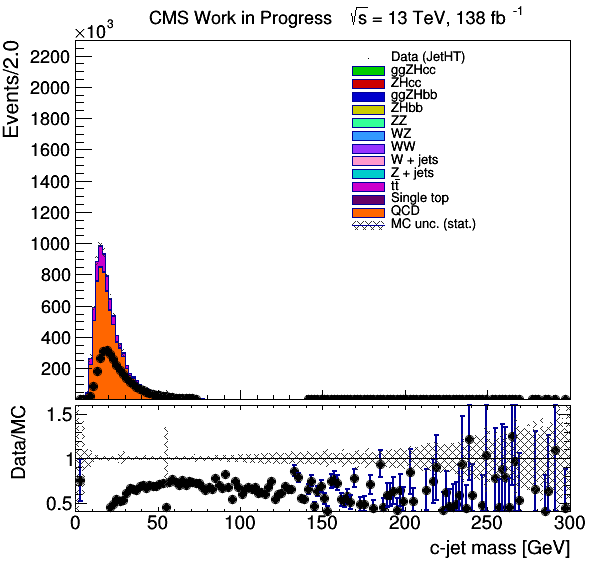 CMS Work in Progress √s = 13 TeV, 138 fb⁻¹
×10³
Events/2.0
2200
2000
1800
1600
1400
1200
1000
800
600
400
200
Data (JetHT)
ggZHcc
ZHcc
ggZHbb
ZHbb
ZZ
WZ
WW
W + jets
Z + jets
tt̄
Single top
QCD
MC unc. (stat.)
Data/MC
1.5
1
0.5
0 50 100 150 200 250 300
c-jet mass [GeV]